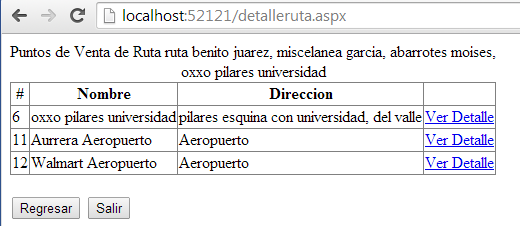 localhost:52121/detalleruta.aspx
Puntos de Venta de Ruta ruta benito juarez, miscelanea garcia, abarrotes moises,
oxxo pilares universidad
# Nombre Direccion
6 oxxo pilares universidad pilares esquina con universidad, del valle Ver Detalle
11 Aurrera Aeropuerto Aeropuerto Ver Detalle
12 Walmart Aeropuerto Aeropuerto Ver Detalle
Regresar Salir